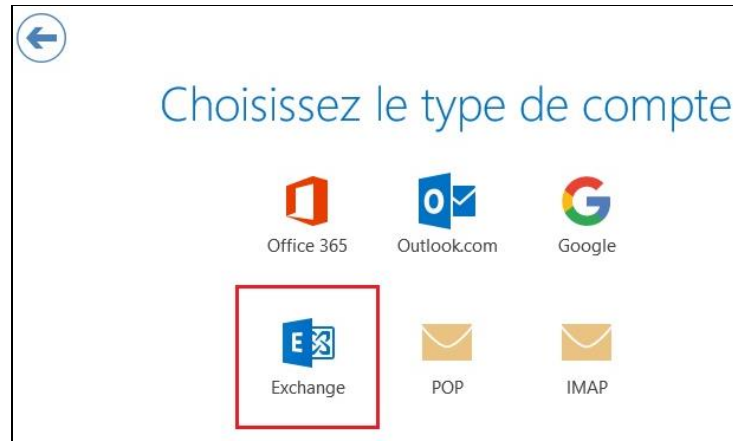 Choisissez le type de compte
Office 365
Outlook.com
Google
Exchange
POP
IMAP